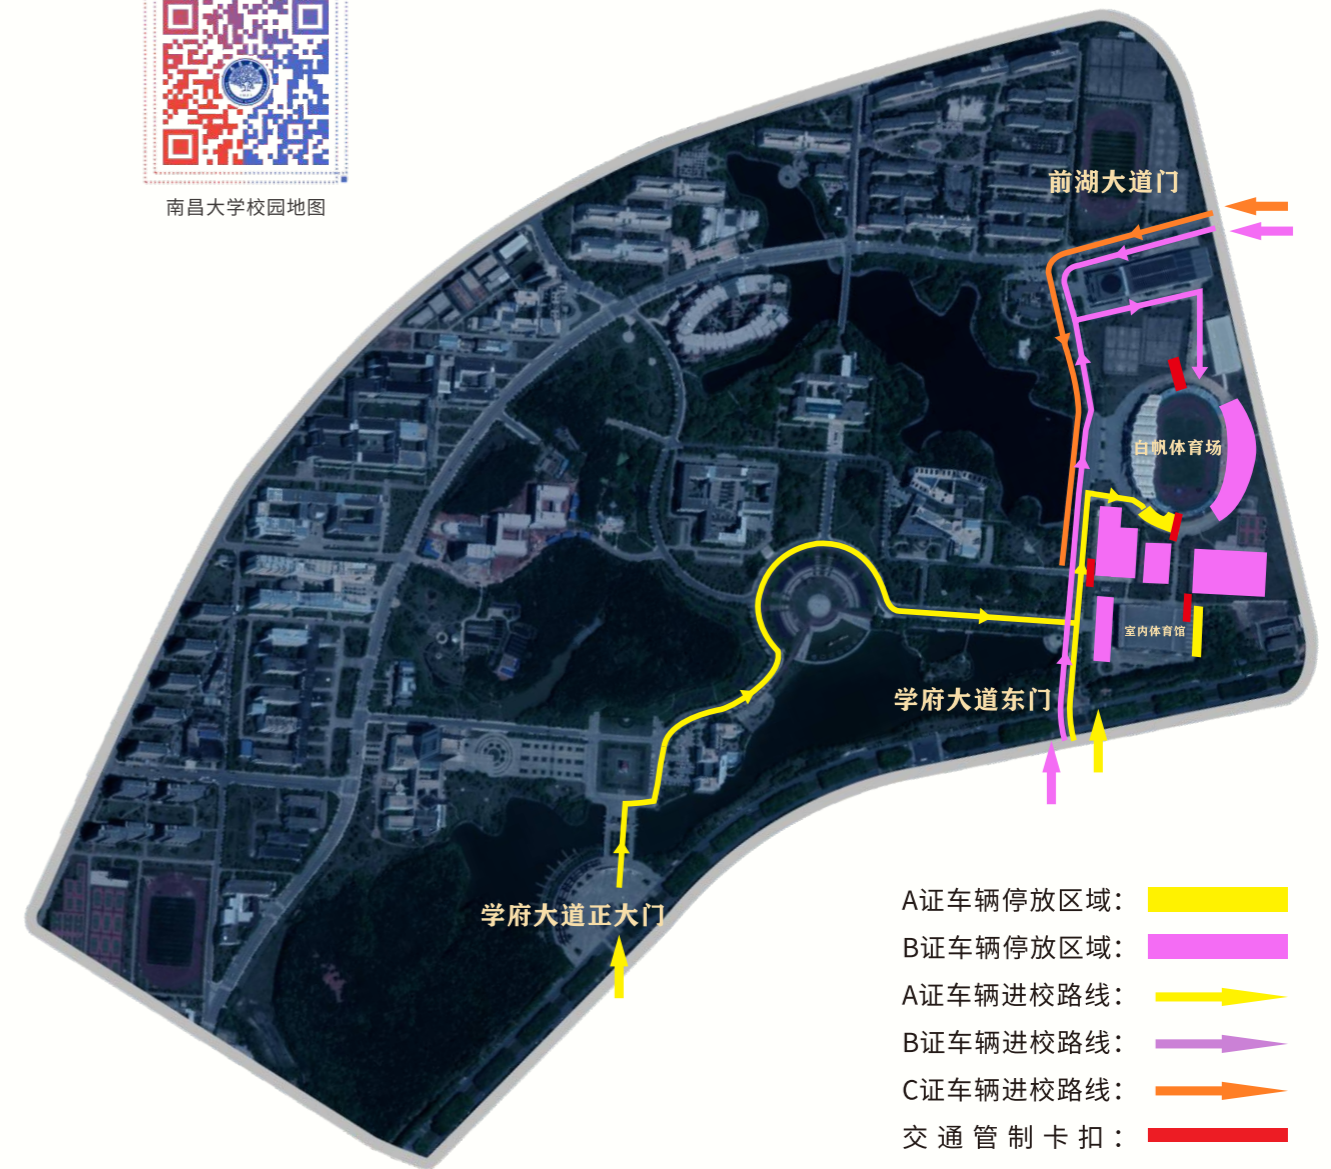 南昌大学校园地图
前湖大道门
白帆体育场
室内体育馆
学府大道东门
学府大道正大门
A证车辆停放区域：
B证车辆停放区域：
A证车辆进校路线：
B证车辆进校路线：
C证车辆进校路线：
交通管制卡扣：